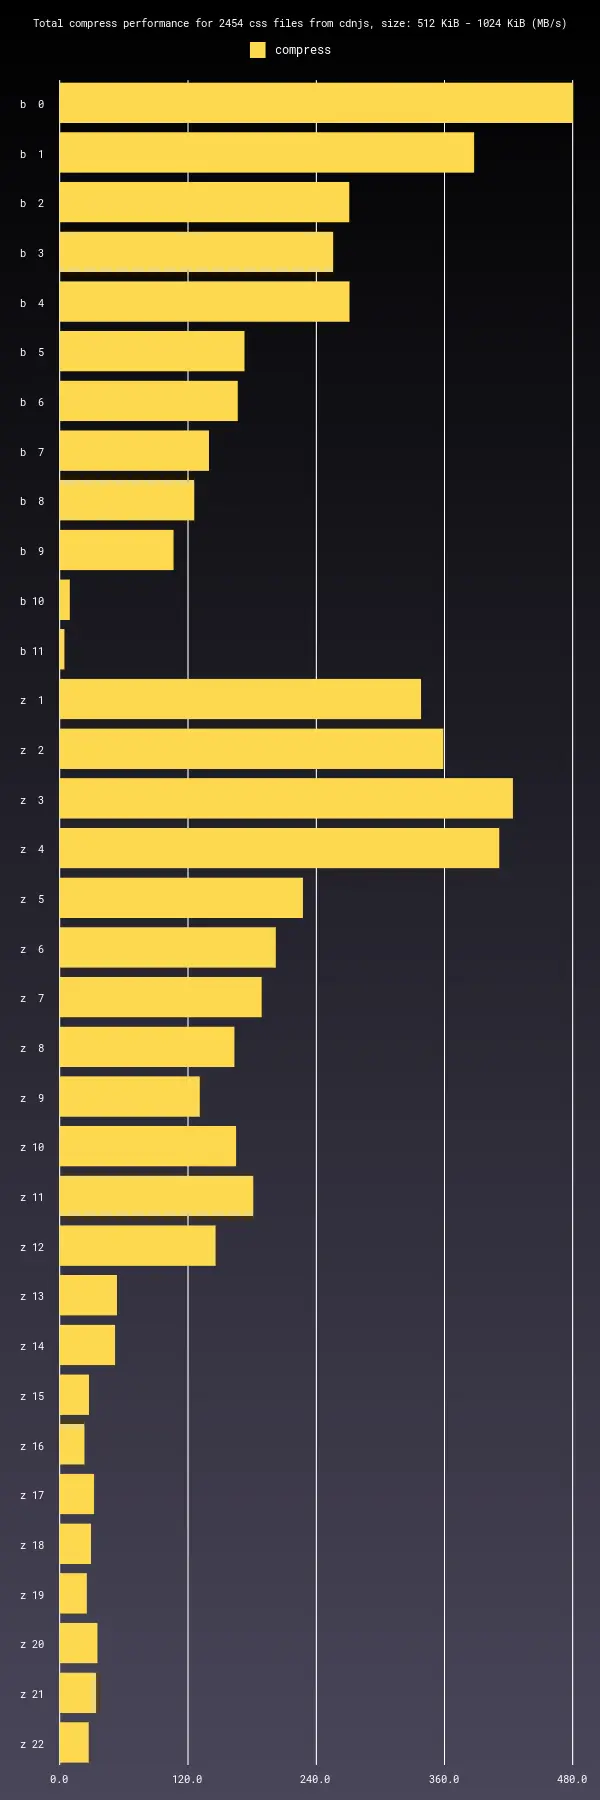 Total compress performance for 2454 css files from cdnjs, size: 512 KiB - 1024 KiB (MB/s)
compress
b 0
b 1
b 2
b 3
b 4
b 5
b 6
b 7
b 8
b 9
b 10
b 11
z 1
z 2
z 3
z 4
z 5
z 6
z 7
z 8
z 9
z 10
z 11
z 12
z 13
z 14
z 15
z 16
z 17
z 18
z 19
z 20
z 21
z 22
0.0 120.0 240.0 360.0 480.0